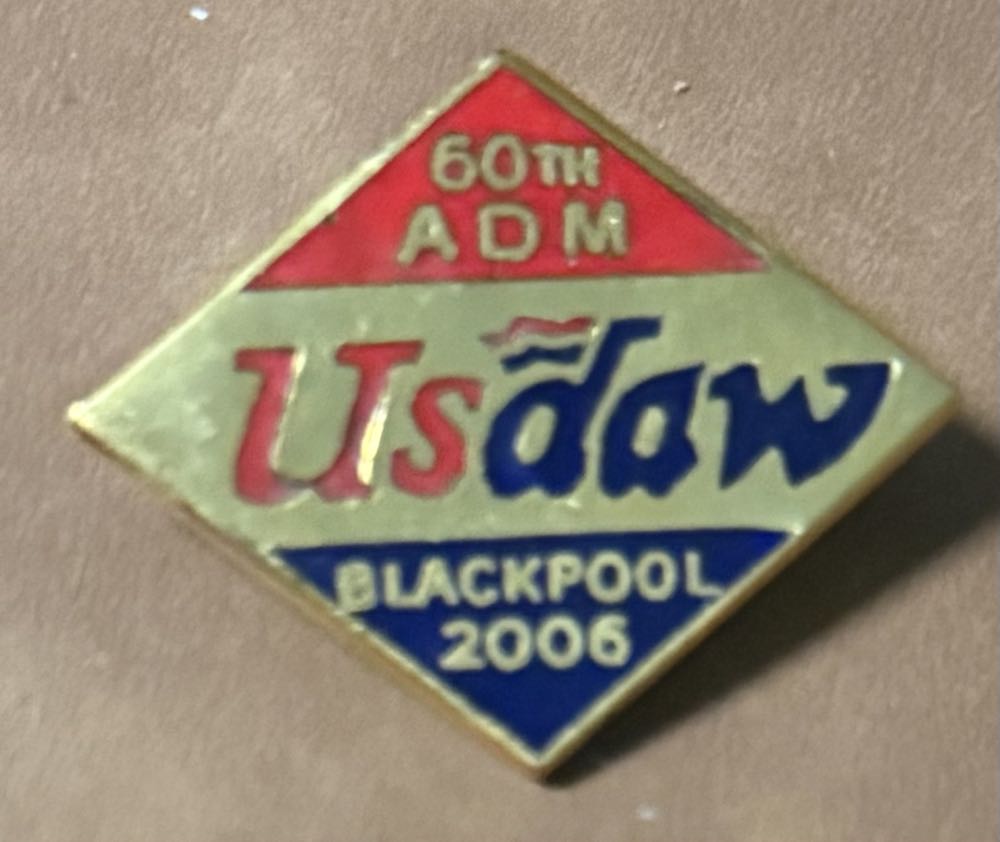 60TH
ADM
Usdaw
BLACKPOOL
2006